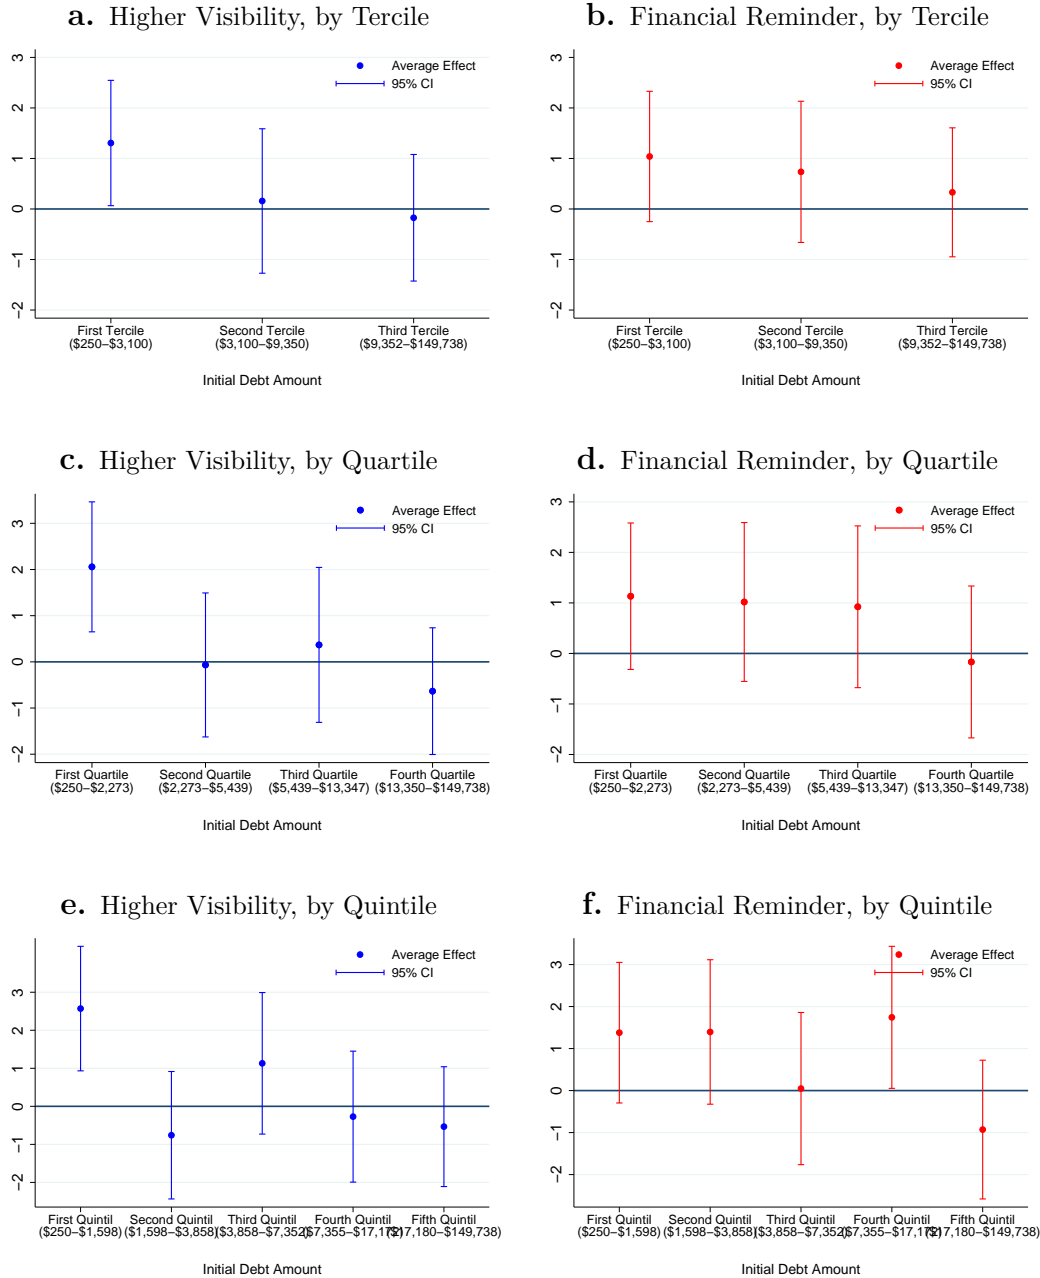 a. Higher Visibility, by Tercile
3
2
1
0
−1
−2
Average Effect
95% CI
First Tercile
($250−$3,100)
Second Tercile
($3,100−$9,350)
Third Tercile
($9,352−$149,738)
Initial Debt Amount
b. Financial Reminder, by Tercile
3
2
1
0
−1
−2
Average Effect
95% CI
First Tercile
($250−$3,100)
Second Tercile
($3,100−$9,350)
Third Tercile
($9,352−$149,738)
Initial Debt Amount
c. Higher Visibility, by Quartile
3
2
1
0
−1
−2
Average Effect
95% CI
First Quartile
($250−$2,273)
Second Quartile
($2,273−$5,439)
Third Quartile
($5,439−$13,347)
Fourth Quartile
($13,350−$149,738)
Initial Debt Amount
d. Financial Reminder, by Quartile
3
2
1
0
−1
−2
Average Effect
95% CI
First Quartile
($250−$2,273)
Second Quartile
($2,273−$5,439)
Third Quartile
($5,439−$13,347)
Fourth Quartile
($13,350−$149,738)
Initial Debt Amount
e. Higher Visibility, by Quintile
3
2
1
0
−1
−2
Average Effect
95% CI
First Quintil
($250−$1,598)
Second Quintil
($1,598−$3,858)
Third Quintil
($3,858−$7,352)
Fourth Quintil
Fifth Quintil
($17,180−$149,738)
Initial Debt Amount
f. Financial Reminder, by Quintile
3
2
1
0
−1
−2
Average Effect
95% CI
First Quintil
($250−$1,598)
Second Quintil
($1,598−$3,858)
Third Quintil
($3,858−$7,352)
Fourth Quintil
Fifth Quintil
($17,180−$149,738)
Initial Debt Amount